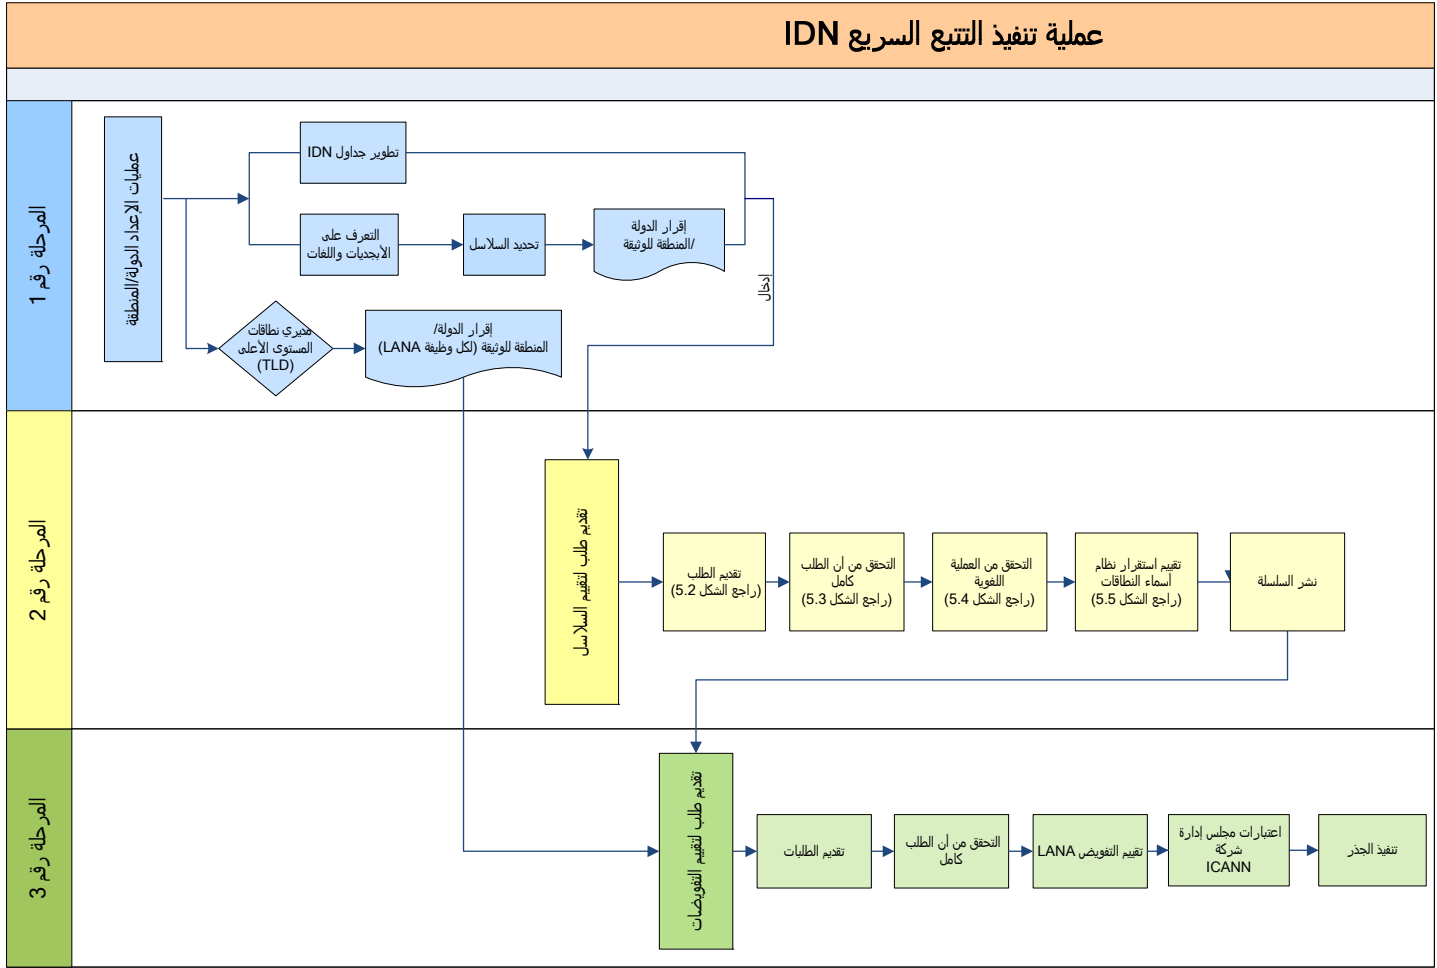 عملية تنفيذ التتبع السريع IDN
المرحلة رقم 1
عمليات الإعداد الدولة/المنطقة
تطوير جداول IDN
التعرف على
الأبجديات واللغات
تحديد السلاسل
إقرار الدولة
/المنطقة للوثيقة
إدخال
مديري نطاقات
المستوى الأعلى
(TLD)
إقرار الدولة/
المنطقة للوثيقة (لكل وظيفة LANA)
المرحلة رقم 2
تقديم طلب لتقييم السلاسل
تقديم الطلب
(راجع الشكل 5.2)
التحقق من أن الطلب
كامل
(راجع الشكل 5.3)
التحقق من العملية
اللغوية
(راجع الشكل 5.4)
تقييم استقرار نظام
أسماء النطاقات
(راجع الشكل 5.5)
نشر السلسلة
المرحلة رقم 3
تقديم طلب لتقييم التفويضات
تقديم الطلبات
التحقق من أن الطلب
كامل
تقييم التفويض LANA
اعتبارات مجلس إدارة
شركة
ICANN
تنفيذ الجذر